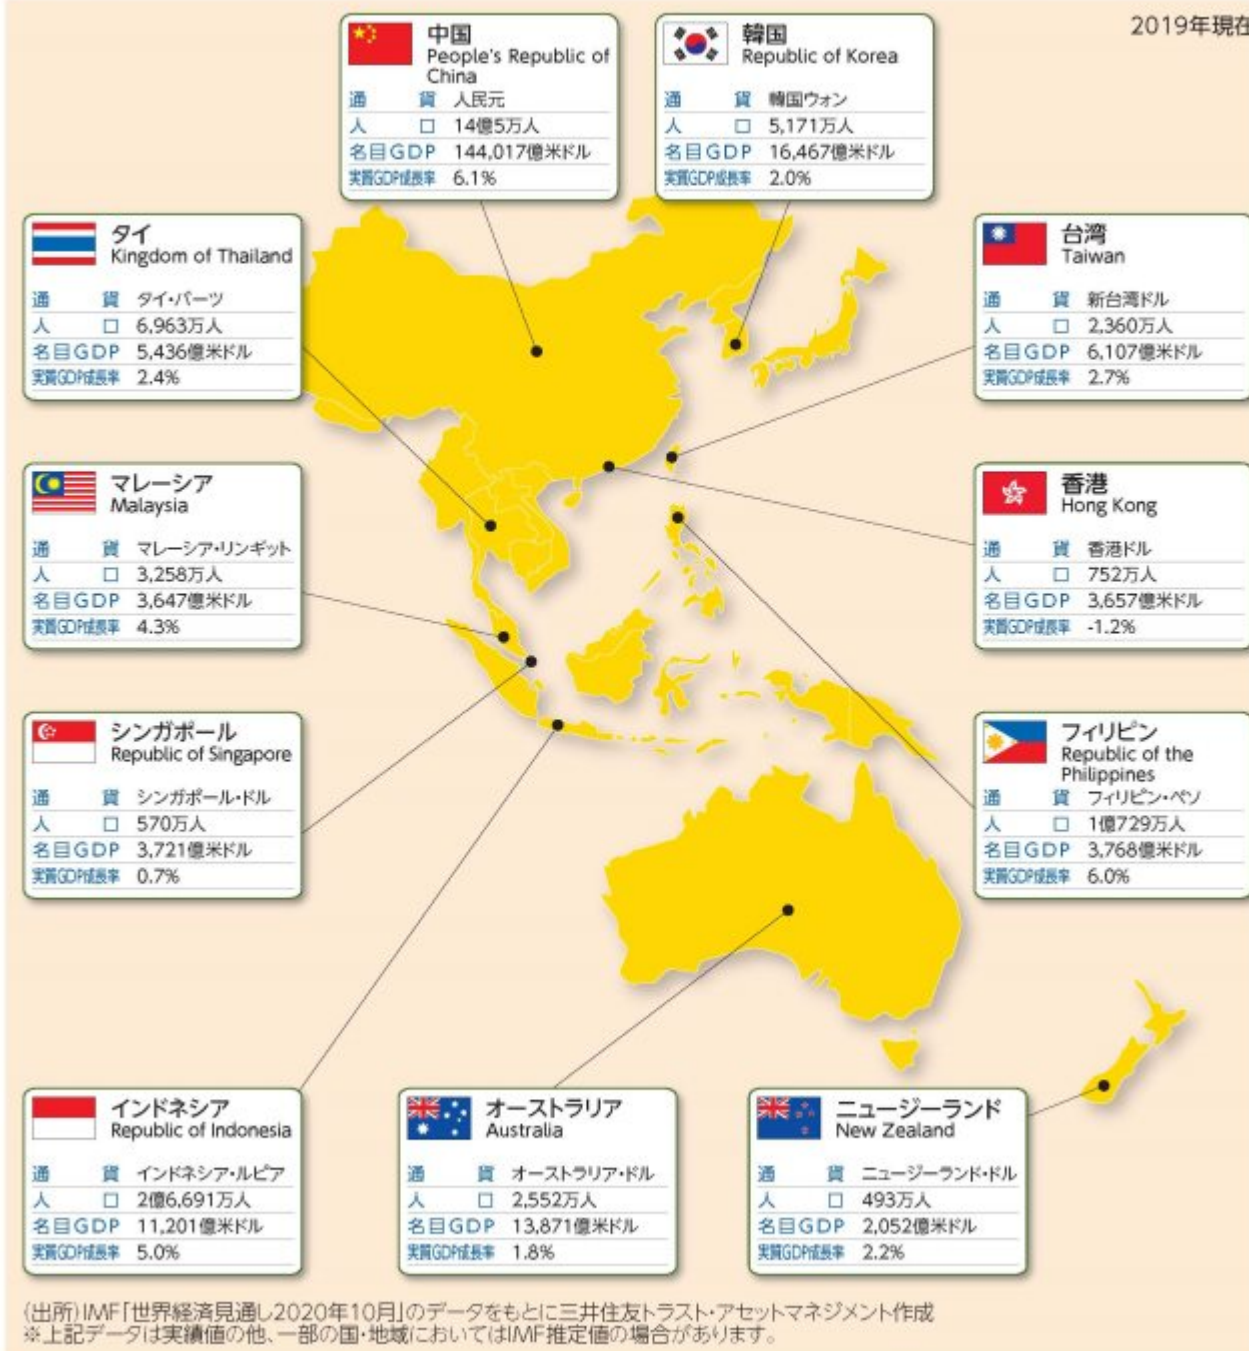 2019年現在
中国
People's Republic of
China
通 貨 人民元
人 口 14億5万人
名目GDP 144,017億米ドル
実質GDP成長率 6.1%
韓国
Republic of Korea
通 貨 韓国ウォン
人 口 5,171万人
名目GDP 16,467億米ドル
実質GDP成長率 2.0%
タイ
Kingdom of Thailand
通 貨 タイ・バーツ
人 口 6,963万人
名目GDP 5,436億米ドル
実質GDP成長率 2.4%
台湾
Taiwan
通 貨 新台湾ドル
人 口 2,360万人
名目GDP 6,107億米ドル
実質GDP成長率 2.7%
マレーシア
Malaysia
通 貨 マレーシア・リンギット
人 口 3,258万人
名目GDP 3,647億米ドル
実質GDP成長率 4.3%
香港
Hong Kong
通 貨 香港ドル
人 口 752万人
名目GDP 3,657億米ドル
実質GDP成長率 -1.2%
シンガポール
Republic of Singapore
通 貨 シンガポール・ドル
人 口 570万人
名目GDP 3,721億米ドル
実質GDP成長率 0.7%
フィリピン
Republic of the
Philippines
通 貨 フィリピン・ペソ
人 口 1億729万人
名目GDP 3,768億米ドル
実質GDP成長率 6.0%
インドネシア
Republic of Indonesia
通 貨 インドネシア・ルピア
人 口 2億6,691万人
名目GDP 11,201億米ドル
実質GDP成長率 5.0%
オーストラリア
Australia
通 貨 オーストラリア・ドル
人 口 2,552万人
名目GDP 13,871億米ドル
実質GDP成長率 1.8%
ニュージーランド
New Zealand
通 貨 ニュージーランド・ドル
人 口 493万人
名目GDP 2,052億米ドル
実質GDP成長率 2.2%
(出所)IMF「世界経済見通し2020年10月」のデータをもとに三井住友トラスト・アセットマネジメント作成
※上記データは実績値の他、一部の国・地域においてはIMF推定値の場合があります。